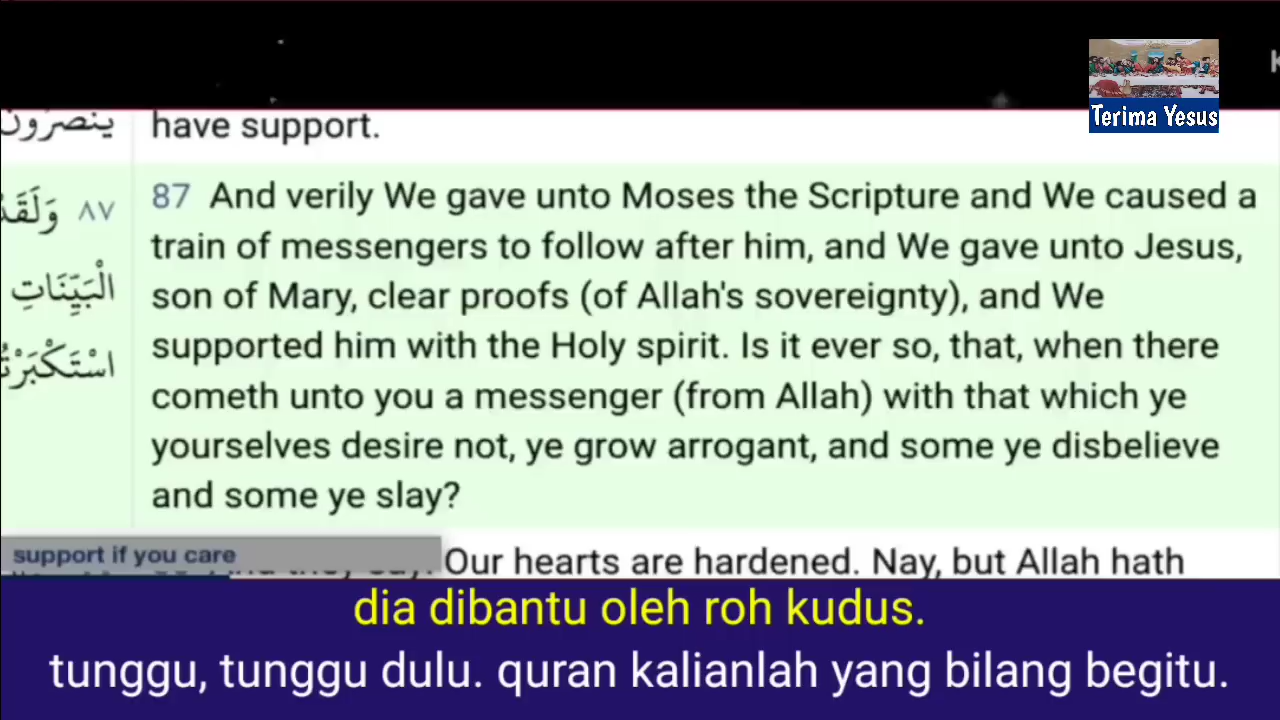 K
Terima Yesus
ينصرون have support.
٨٧ وَلَقَدْ 87 And verily We gave unto Moses the Scripture and We caused a
train of messengers to follow after him, and We gave unto Jesus,
الْبَيِّنَاتِ son of Mary, clear proofs (of Allah's sovereignty), and We
supported him with the Holy spirit. Is it ever so, that, when there
cometh unto you a messenger (from Allah) with that which ye
yourselves desire not, ye grow arrogant, and some ye disbelieve
and some ye slay?
support if you care
Our hearts are hardened. Nay, but Allah hath
dia dibantu oleh roh kudus.
tunggu, tunggu dulu. quran kalianlah yang bilang begitu.